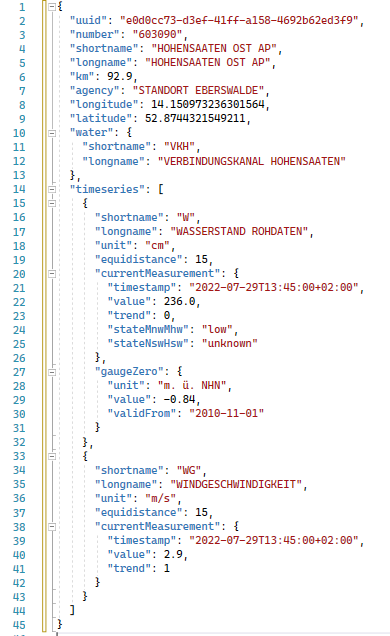 1 {
2 "uuid": "e0d0cc73-d3ef-41ff-a158-4692b62ed3f9",
3 "number": "603090",
4 "shortname": "HOHENSAATEN OST AP",
5 "longname": "HOHENSAATEN OST AP",
6 "km": 92.9,
7 "agency": "STANDORT EBERSWALDE",
8 "longitude": 14.150973236301564,
9 "latitude": 52.8744321549211,
10 "water": {
11 "shortname": "VKH",
12 "longname": "VERBINDUNGSKANAL HOHENSAATEN"
13 },
14 "timeseries": [
15 {
16 "shortname": "W",
17 "longname": "WASSERSTAND ROHDATEN",
18 "unit": "cm",
19 "equidistance": 15,
20 "currentMeasurement": {
21 "timestamp": "2022-07-29T13:45:00+02:00",
22 "value": 236.0,
23 "trend": 0,
24 "stateMnwMhw": "low",
25 "stateNswHsw": "unknown"
26 },
27 "gaugeZero": {
28 "unit": "m. ü. NHN",
29 "value": -0.84,
30 "validFrom": "2010-11-01"
31 }
32 },
33 {
34 "shortname": "WG",
35 "longname": "WINDGESCHWINDIGKEIT",
36 "unit": "m/s",
37 "equidistance": 15,
38 "currentMeasurement": {
39 "timestamp": "2022-07-29T13:45:00+02:00",
40 "value": 2.9,
41 "trend": 1
42 }
43 }
44 ]
45 }